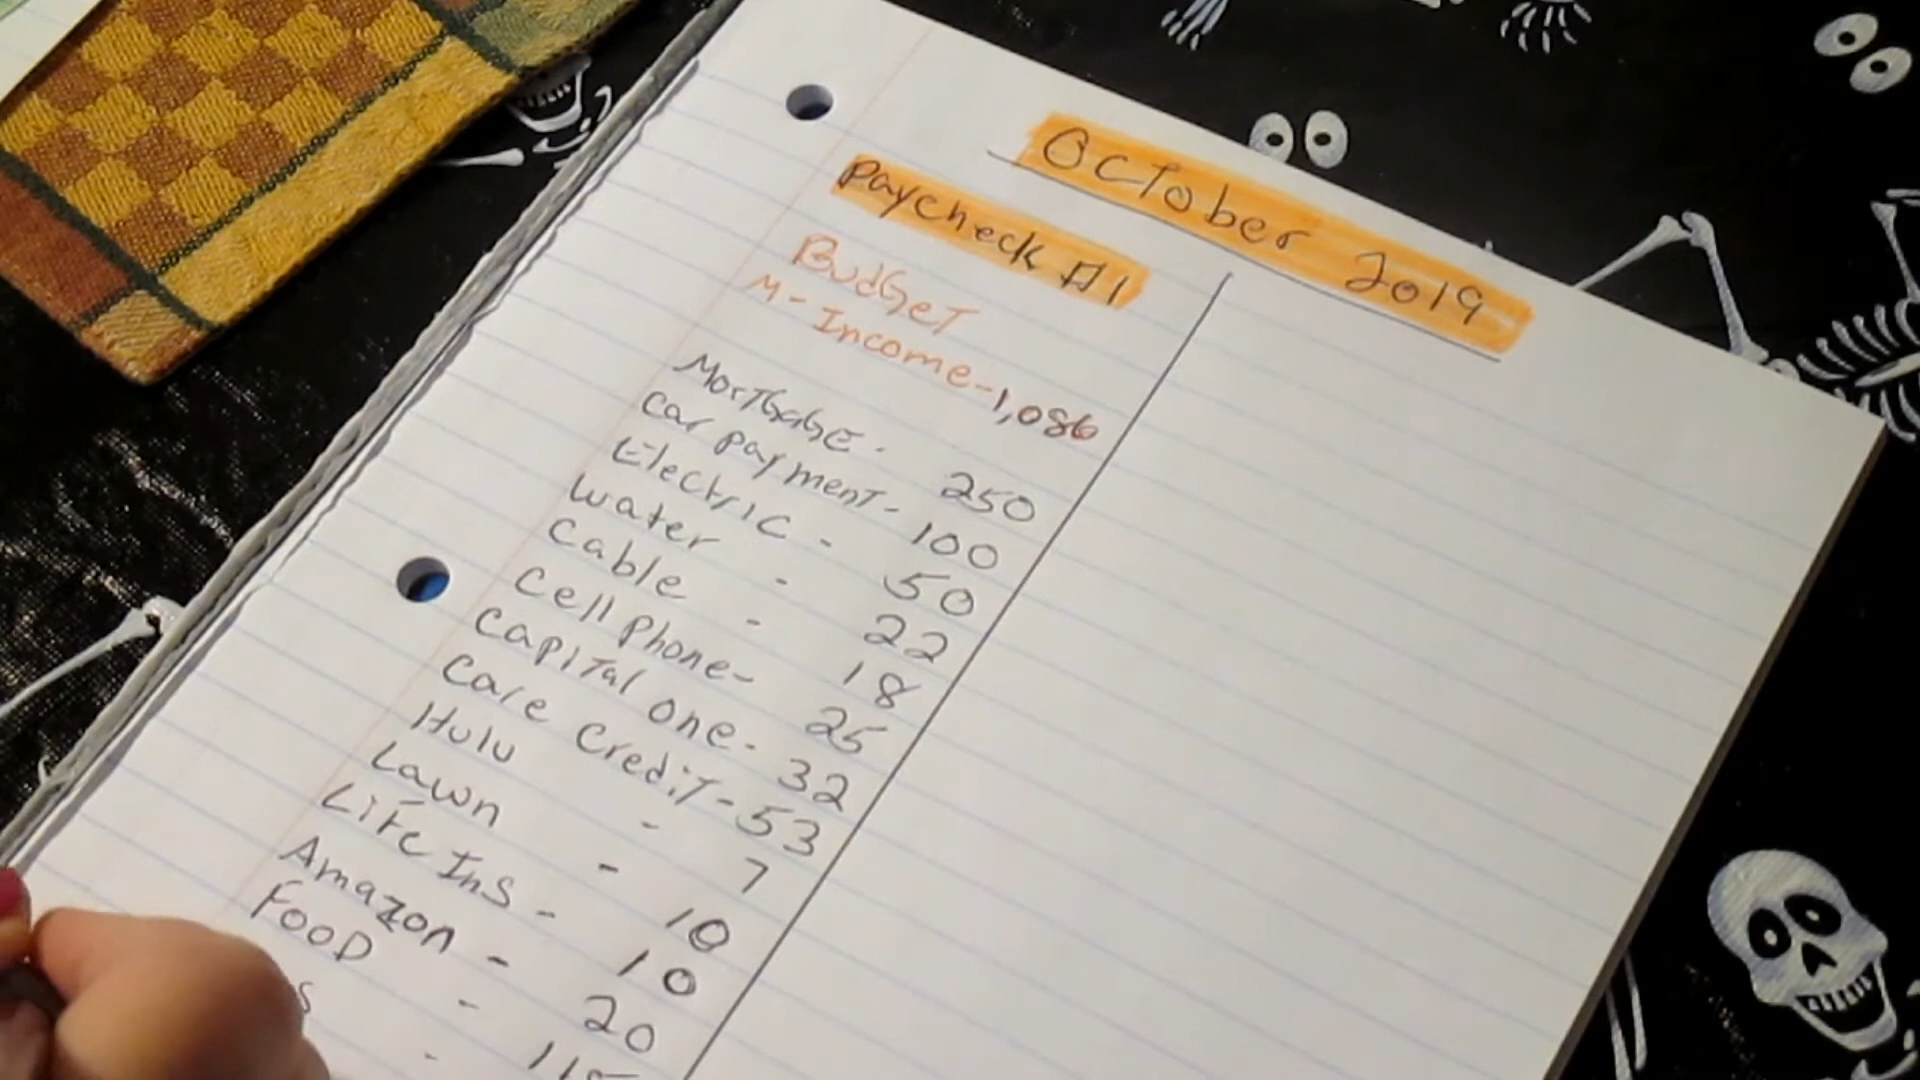 October 2019
Paycheck #1
Budget
M-Income-1,086
Mortgage - 250
Car payment - 100
Electric - 50
Water - 22
Cable - 18
Cell phone - 25
Capital One - 32
Care Credit - 53
Hulu - 7
Lawn - 10
Life Ins - 10
Amazon - 20
Food - 115